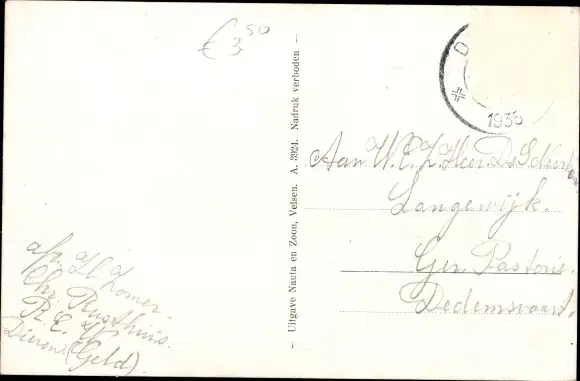 € 3,50
D
1935
— Uitgave Nauta en Zoon, Velsen. A. 3924. Nadruk verboden —
Aan W.E.Z. Heer De
Langewijk.
Ger. Pastorie.
Dedemsvaart.
afz.
Chr. Rusthuis.
R. E. W.
Dieren (Geld).